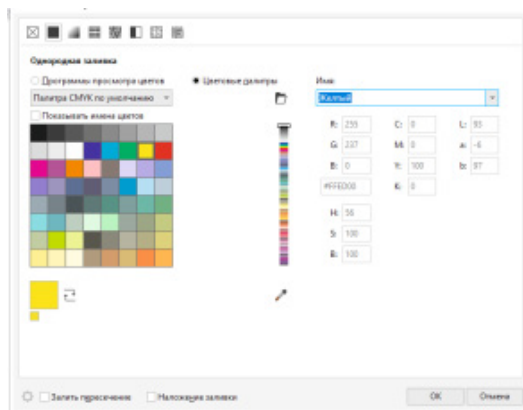 Однородная заливка
Программы просмотра цветов
Цветовые палитры
Имя:
Палитра CMYK по умолчанию
Желтый
Показывать имена цветов
R: 255 C: 0 L: 93
G: 237 M: 0 a: -6
B: 0 Y: 100 b: 87
#FFED00 K: 0
H: 56
S: 100
B: 100
Залить пересечение
Наложение заливки
OK
Отмена